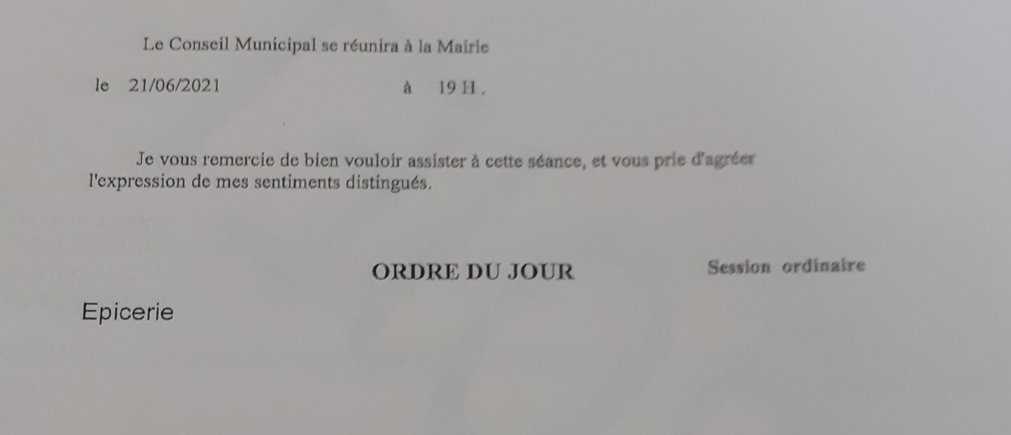 Le Conseil Municipal se réunira à la Mairie
le 21/06/2021 à 19 H .
Je vous remercie de bien vouloir assister à cette séance, et vous prie d'agréer
l'expression de mes sentiments distingués.
ORDRE DU JOUR Session ordinaire
Epicerie